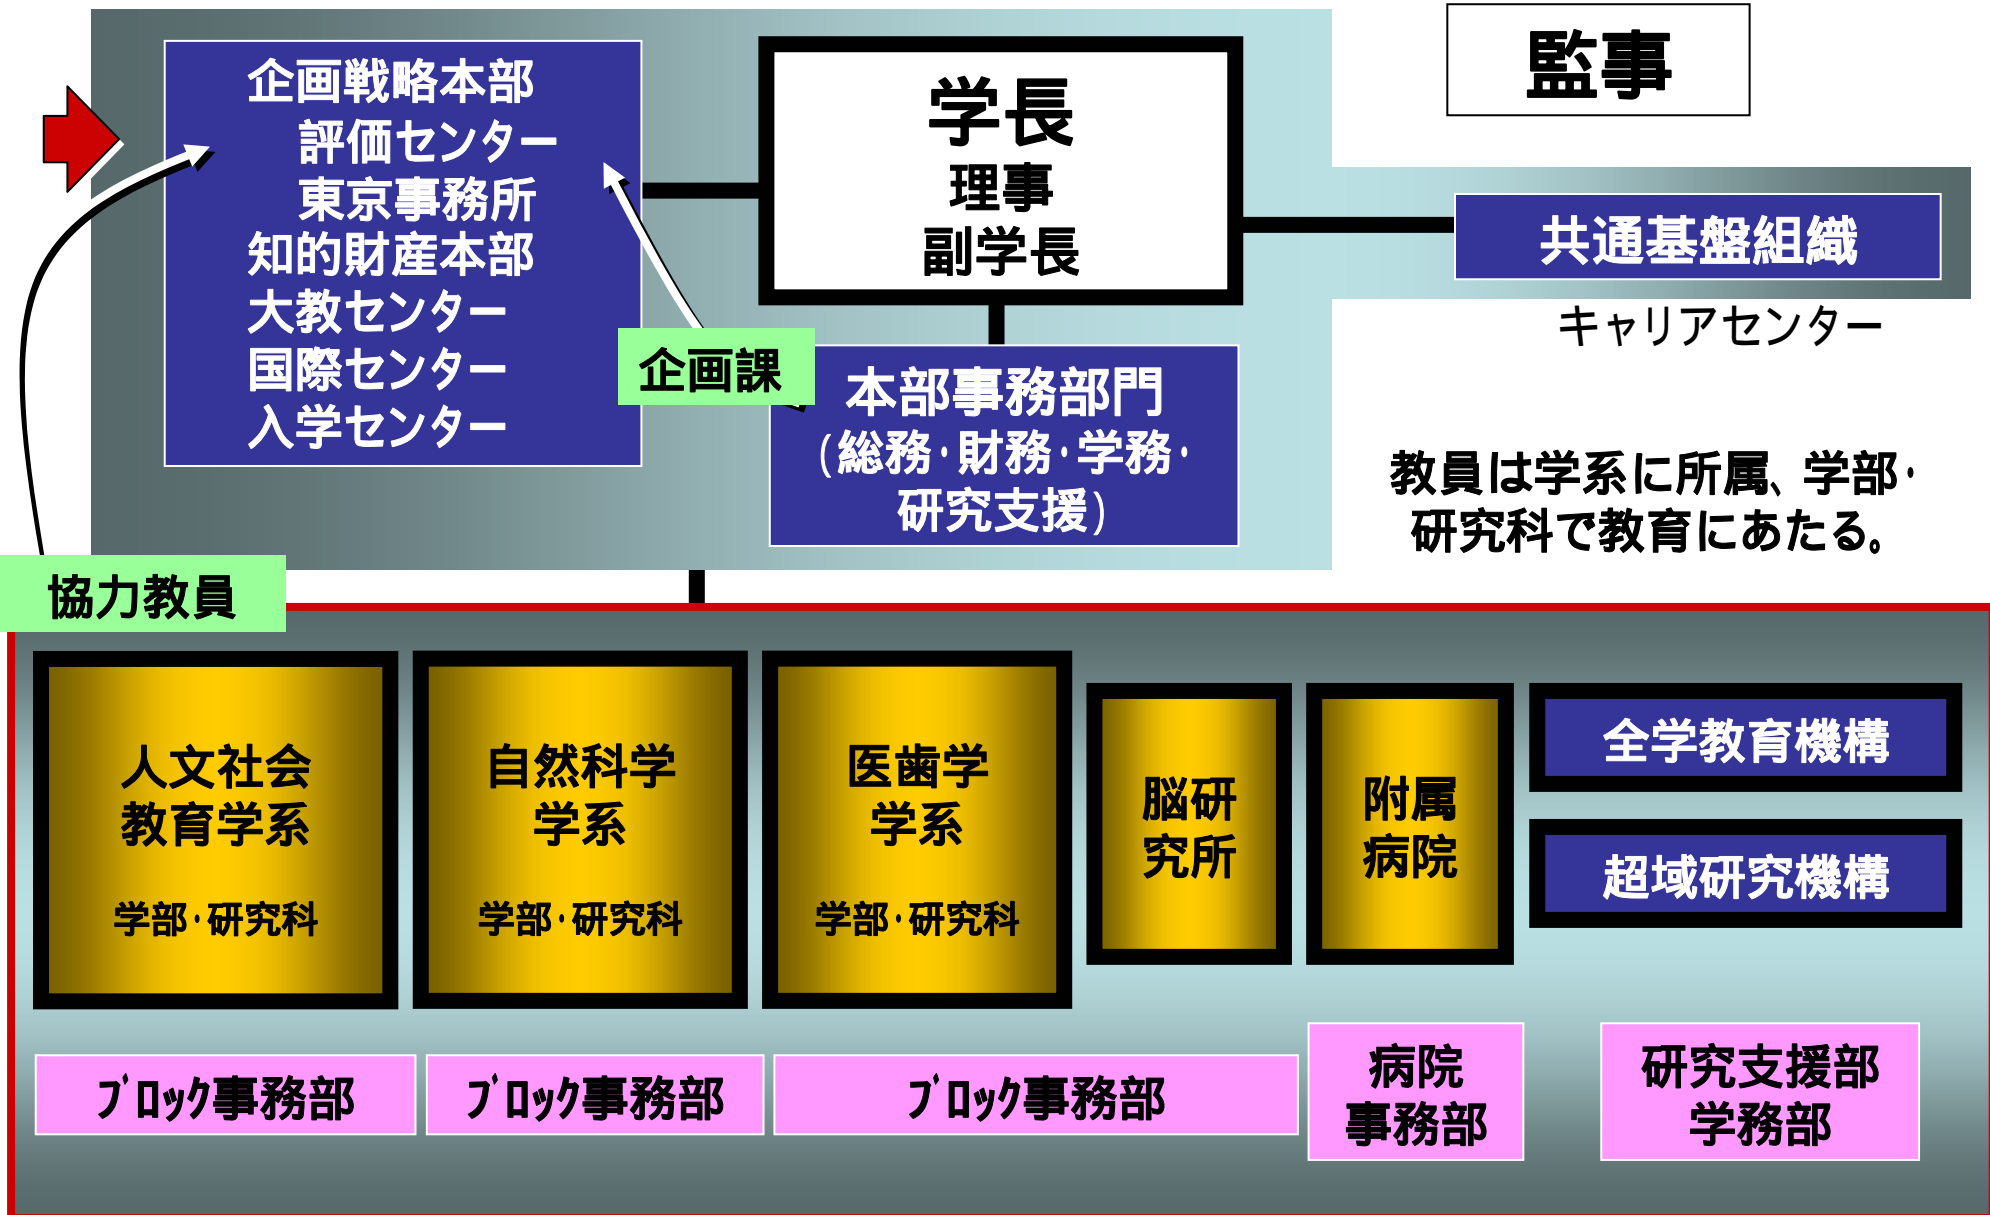 企画戦略本部
評価センター
東京事務所
知的財産本部
大教センター
国際センター
入学センター
学長
理事
副学長
監事
共通基盤組織
キャリアセンター
企画課
本部事務部門
(総務・財務・学務・
研究支援)
教員は学系に所属、学部・
研究科で教育にあたる。
協力教員
人文社会
教育学系
学部・研究科
自然科学
学系
学部・研究科
医歯学
学系
学部・研究科
脳研
究所
附属
病院
全学教育機構
超域研究機構
ﾌﾞﾛｯｸ事務部
ﾌﾞﾛｯｸ事務部
ﾌﾞﾛｯｸ事務部
病院
事務部
研究支援部
学務部